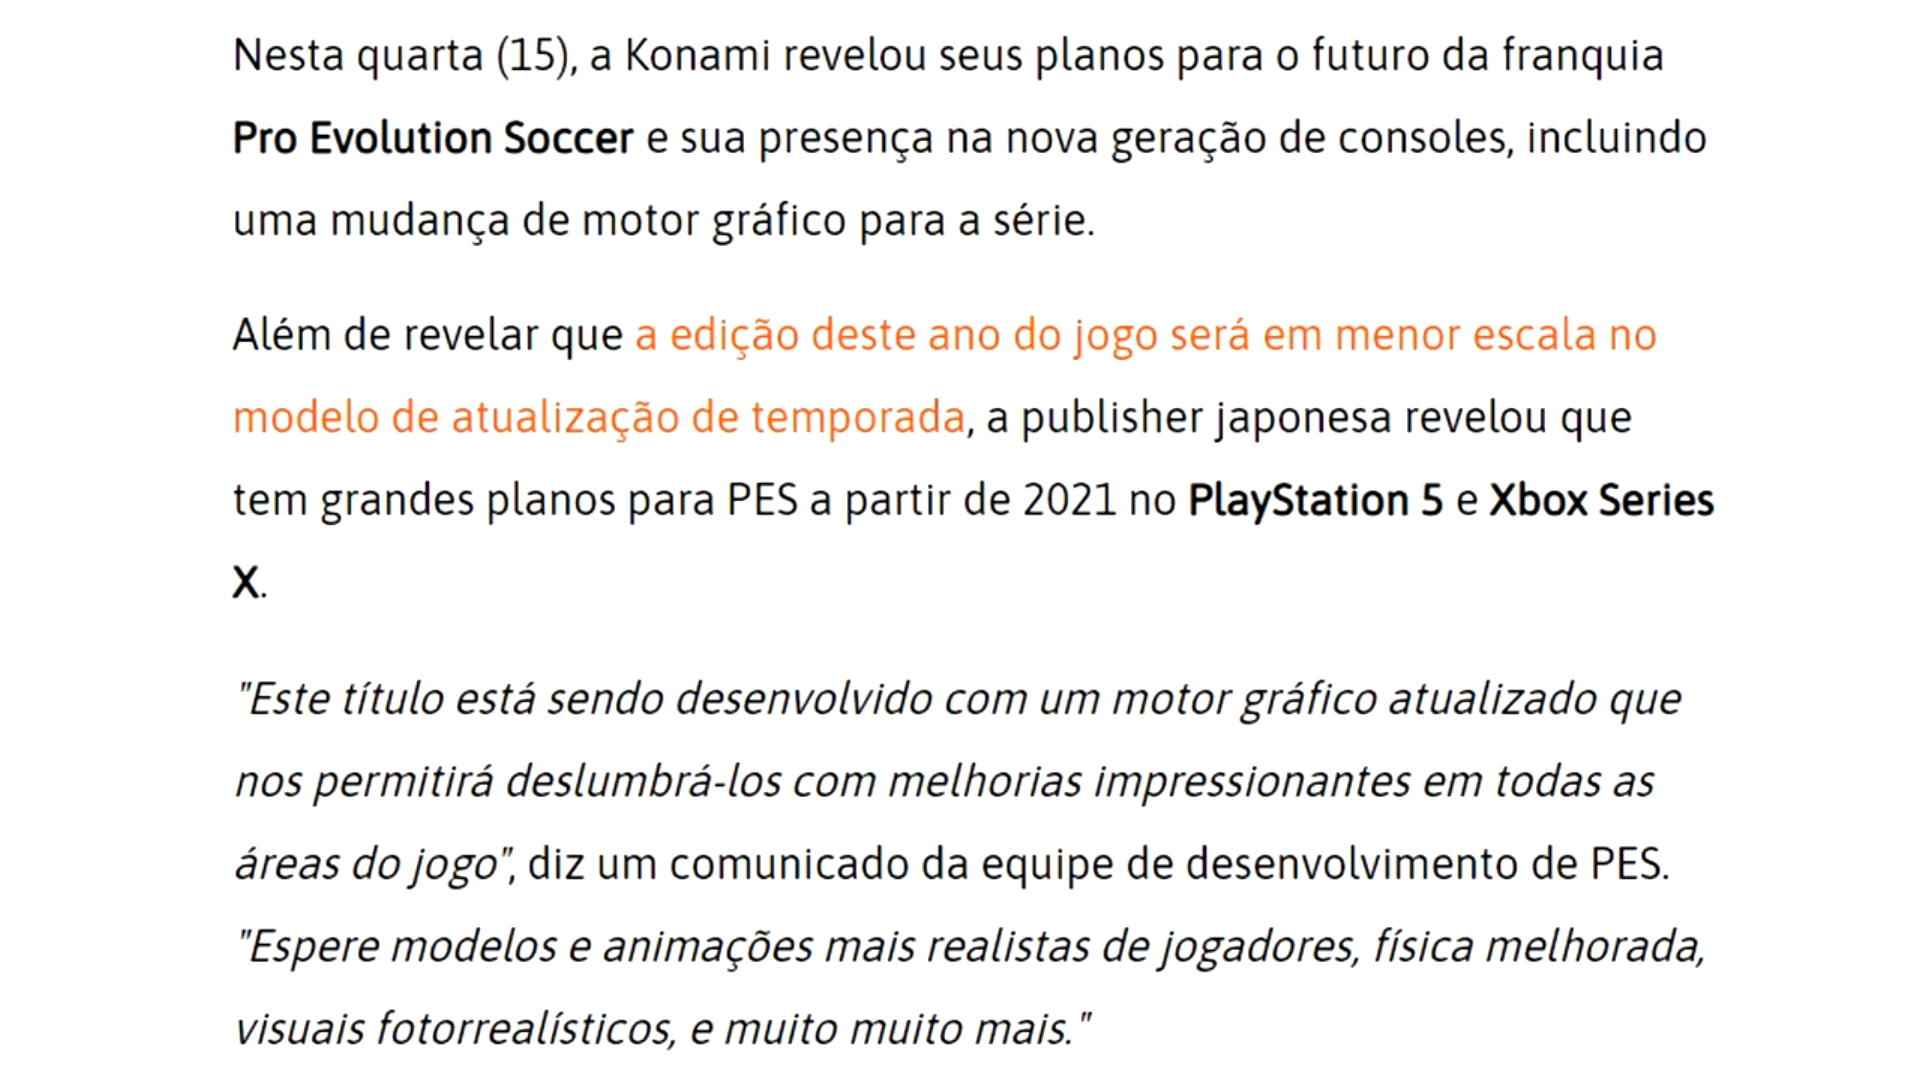 Nesta quarta (15), a Konami revelou seus planos para o futuro da franquia
Pro Evolution Soccer e sua presença na nova geração de consoles, incluindo
uma mudança de motor gráfico para a série.
Além de revelar que a edição deste ano do jogo será em menor escala no
modelo de atualização de temporada, a publisher japonesa revelou que
tem grandes planos para PES a partir de 2021 no PlayStation 5 e Xbox Series
X.
"Este título está sendo desenvolvido com um motor gráfico atualizado que
nos permitirá deslumbrá-los com melhorias impressionantes em todas as
áreas do jogo", diz um comunicado da equipe de desenvolvimento de PES.
"Espere modelos e animações mais realistas de jogadores, física melhorada,
visuais fotorrealísticos, e muito muito mais."